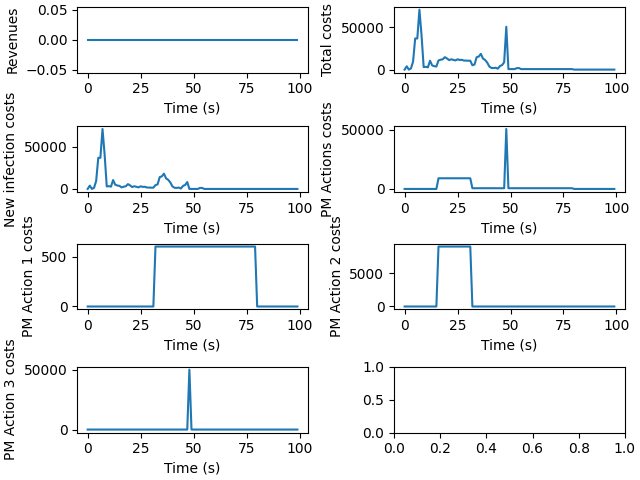 Revenues
0.05
0.00
−0.05
0 25 50 75 100
Time (s)
Total costs
50000
0
0 25 50 75 100
Time (s)
New infection costs
50000
0
0 25 50 75 100
Time (s)
PM Actions costs
50000
0
0 25 50 75 100
Time (s)
PM Action 1 costs
500
0
0 25 50 75 100
Time (s)
PM Action 2 costs
5000
0
0 25 50 75 100
Time (s)
PM Action 3 costs
50000
0
0 25 50 75 100
Time (s)
1.0
0.5
0.0
0.0 0.2 0.4 0.6 0.8 1.0